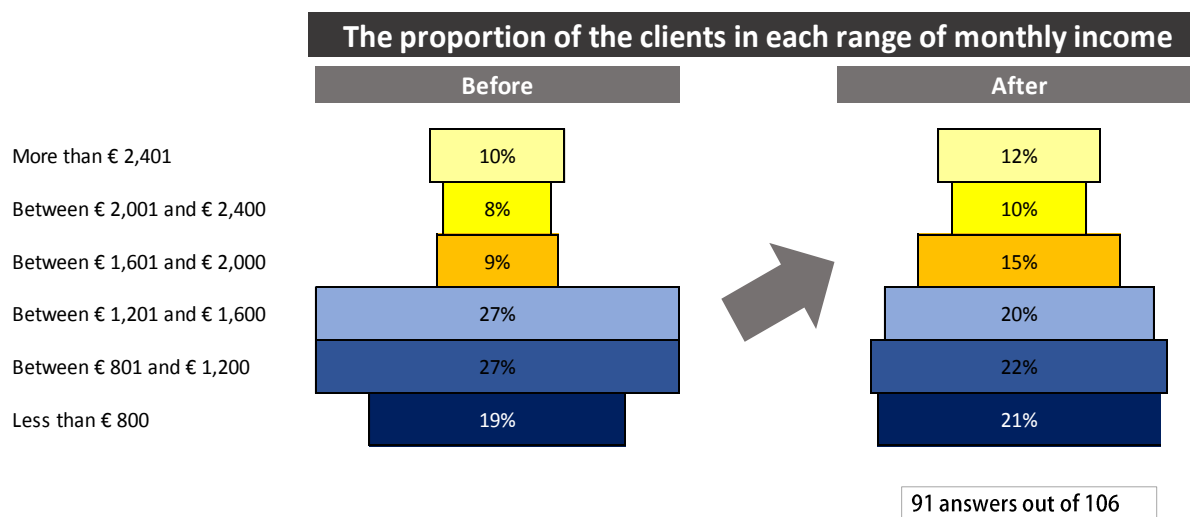 The proportion of the clients in each range of monthly income
Before After
More than € 2,401 10% 12%
Between € 2,001 and € 2,400 8% 10%
Between € 1,601 and € 2,000 9% 15%
Between € 1,201 and € 1,600 27% 20%
Between € 801 and € 1,200 27% 22%
Less than € 800 19% 21%
91 answers out of 106